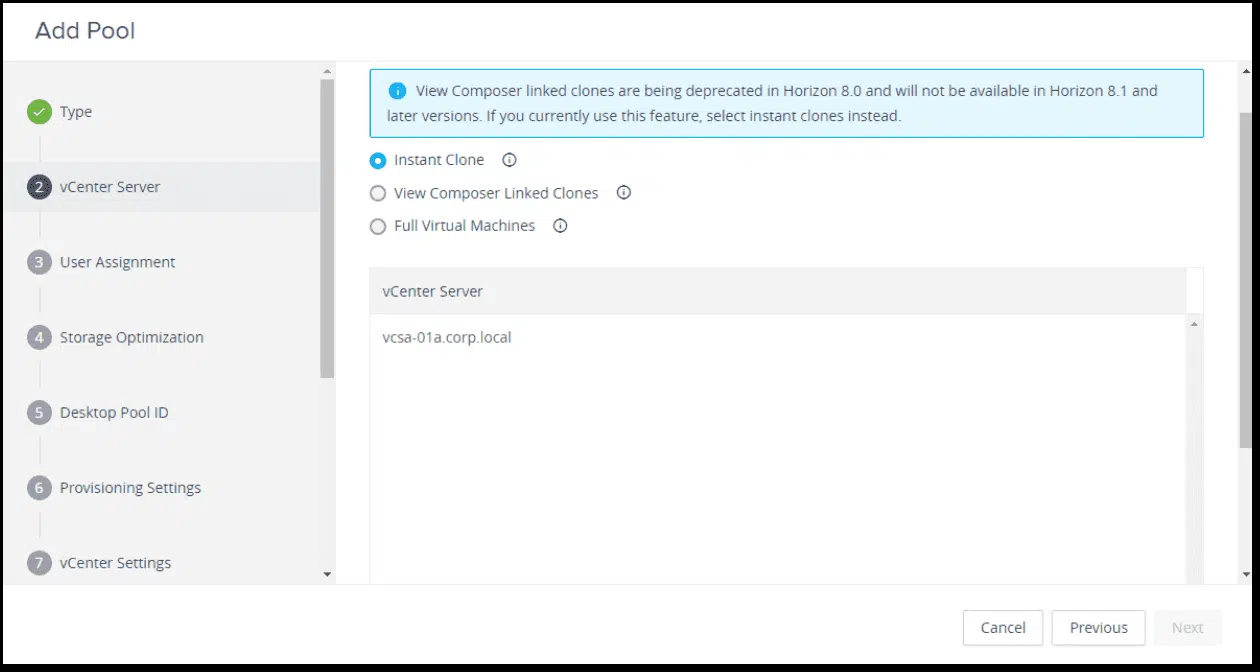 Add Pool
Type
2 vCenter Server
3 User Assignment
4 Storage Optimization
5 Desktop Pool ID
6 Provisioning Settings
7 vCenter Settings
View Composer linked clones are being deprecated in Horizon 8.0 and will not be available in Horizon 8.1 and
later versions. If you currently use this feature, select instant clones instead.
Instant Clone
View Composer Linked Clones
Full Virtual Machines
vCenter Server
vcsa-01a.corp.local
Cancel Previous Next